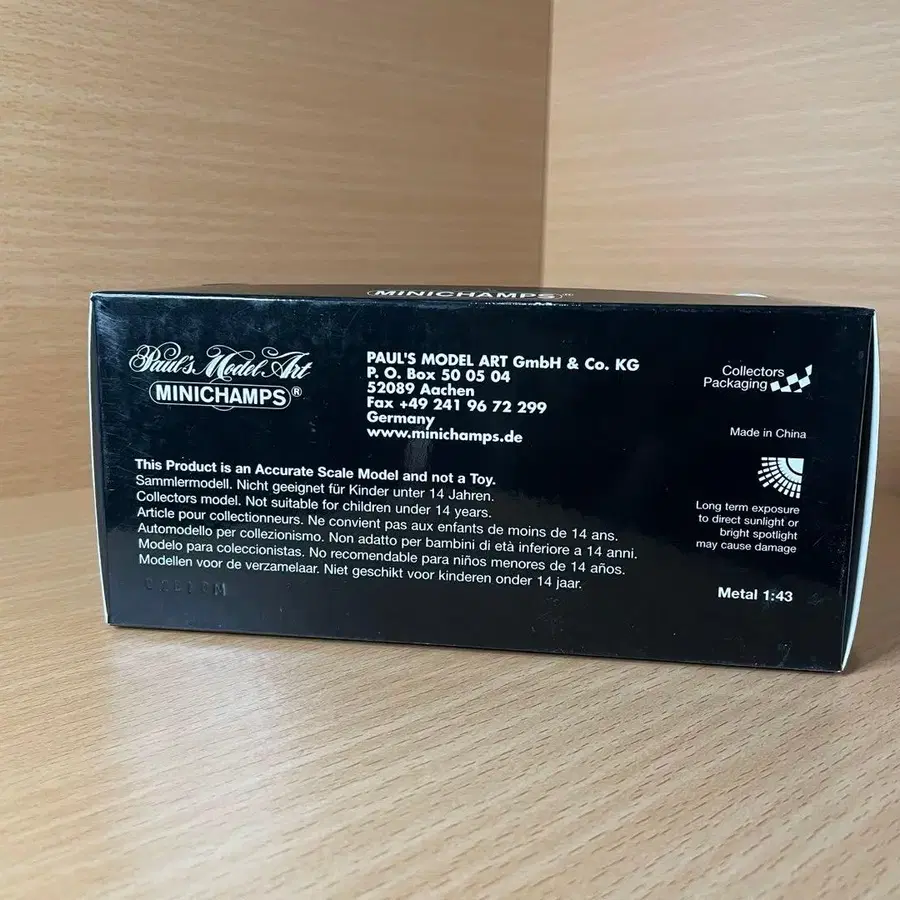 MINICHAMPS
Paul's Model Art
MINICHAMPS®
PAUL'S MODEL ART GmbH & Co. KG
P. O. Box 50 05 04
52089 Aachen
Fax +49 241 96 72 299
Germany
www.minichamps.de
Collectors
Packaging
Made in China
This Product is an Accurate Scale Model and not a Toy.
Sammlermodell. Nicht geeignet für Kinder unter 14 Jahren.
Collectors model. Not suitable for children under 14 years.
Article pour collectionneurs. Ne convient pas aux enfants de moins de 14 ans.
Automodello per collezionismo. Non adatto per bambini di età inferiore a 14 anni.
Modelo para coleccionistas. No recomendable para niños menores de 14 años.
Modellen voor de verzamelaar. Niet geschikt voor kinderen onder 14 jaar.
Long term exposure
to direct sunlight or
bright spotlight
may cause damage
Metal 1:43